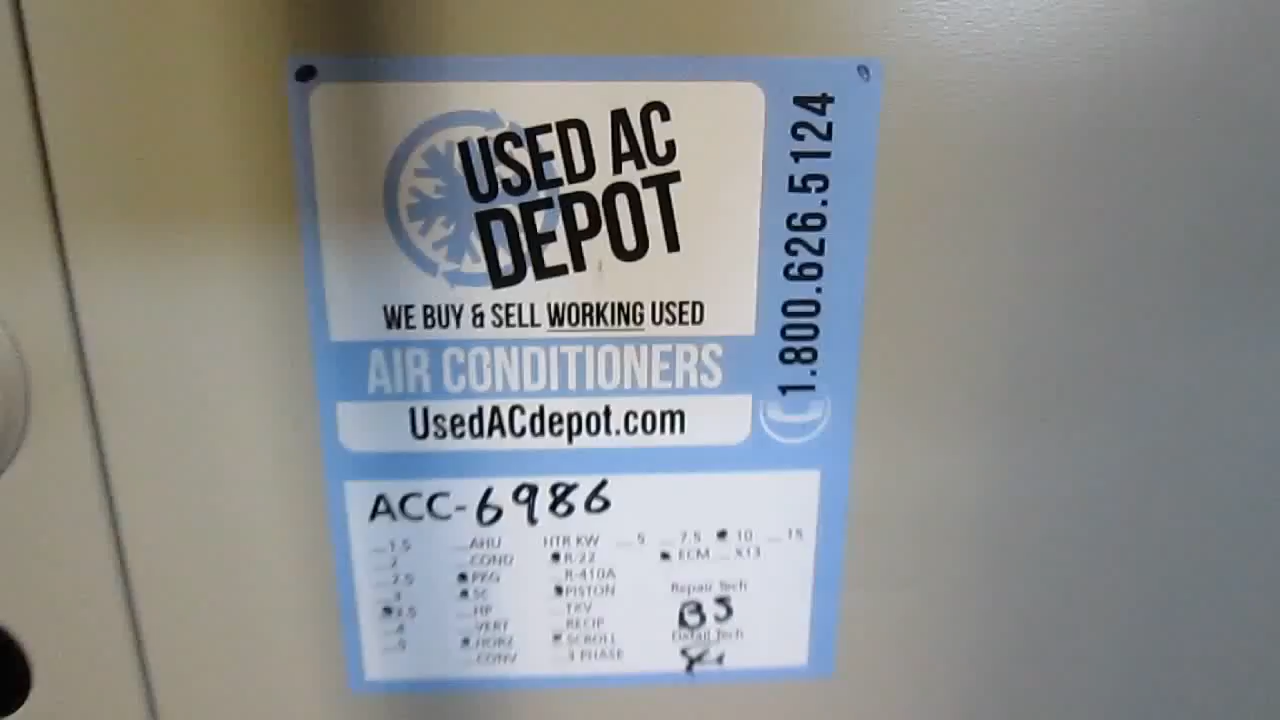 USED AC
DEPOT
WE BUY & SELL WORKING USED
AIR CONDITIONERS
UsedACdepot.com
1.800.626.5124
ACC-6986
1.5
2
2.5
3
3.5
4
5
AHU
COND
PKG
SC
HP
VERT
HORZ
CONV
HTR KW 5 7.5 10 15
R-22
R-410A
PISTON
TXV
RECIP
SCROLL
3 PHASE
ECM X13
Repair Tech
BJ
Detail Tech